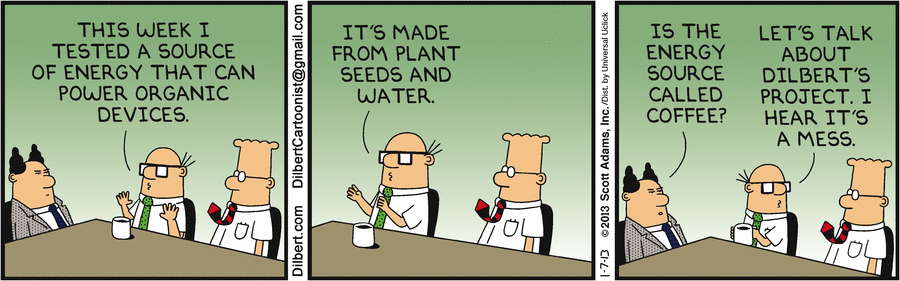 THIS WEEK I
TESTED A SOURCE
OF ENERGY THAT CAN
POWER ORGANIC
DEVICES.
Dilbert.com DilbertCartoonist@gmail.com
IT'S MADE
FROM PLANT
SEEDS AND
WATER.
1-7-13 ©2013 Scott Adams, Inc./Dist. by Universal Uclick
IS THE
ENERGY
SOURCE
CALLED
COFFEE?
LET'S TALK
ABOUT
DILBERT'S
PROJECT. I
HEAR IT'S
A MESS.